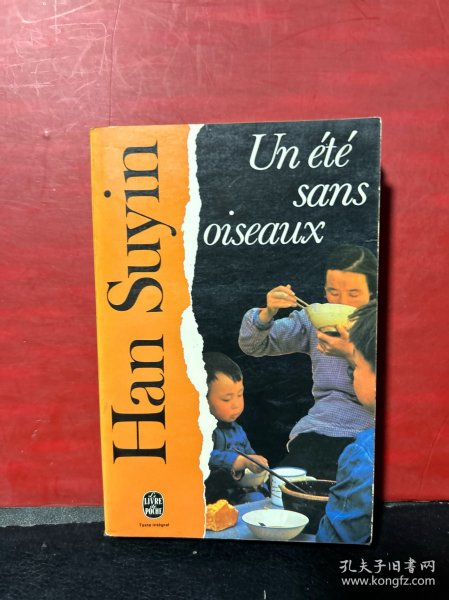 Han Suyin
Un été
sans
oiseaux
Le
LIVRE
DE
POCHE
Texte intégral
孔夫子旧书网
www.kongfz.com